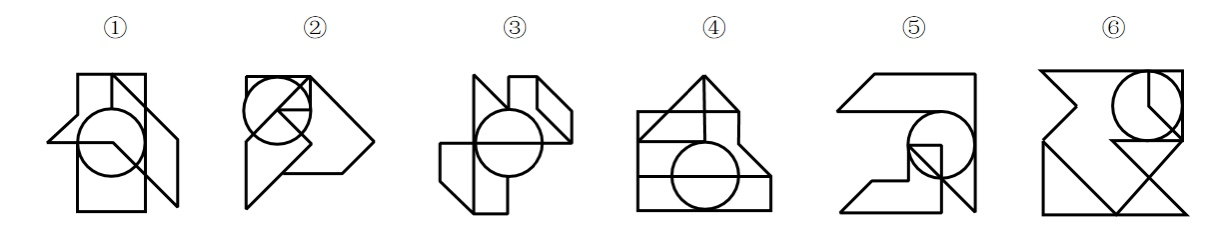 ① ② ③ ④ ⑤ ⑥